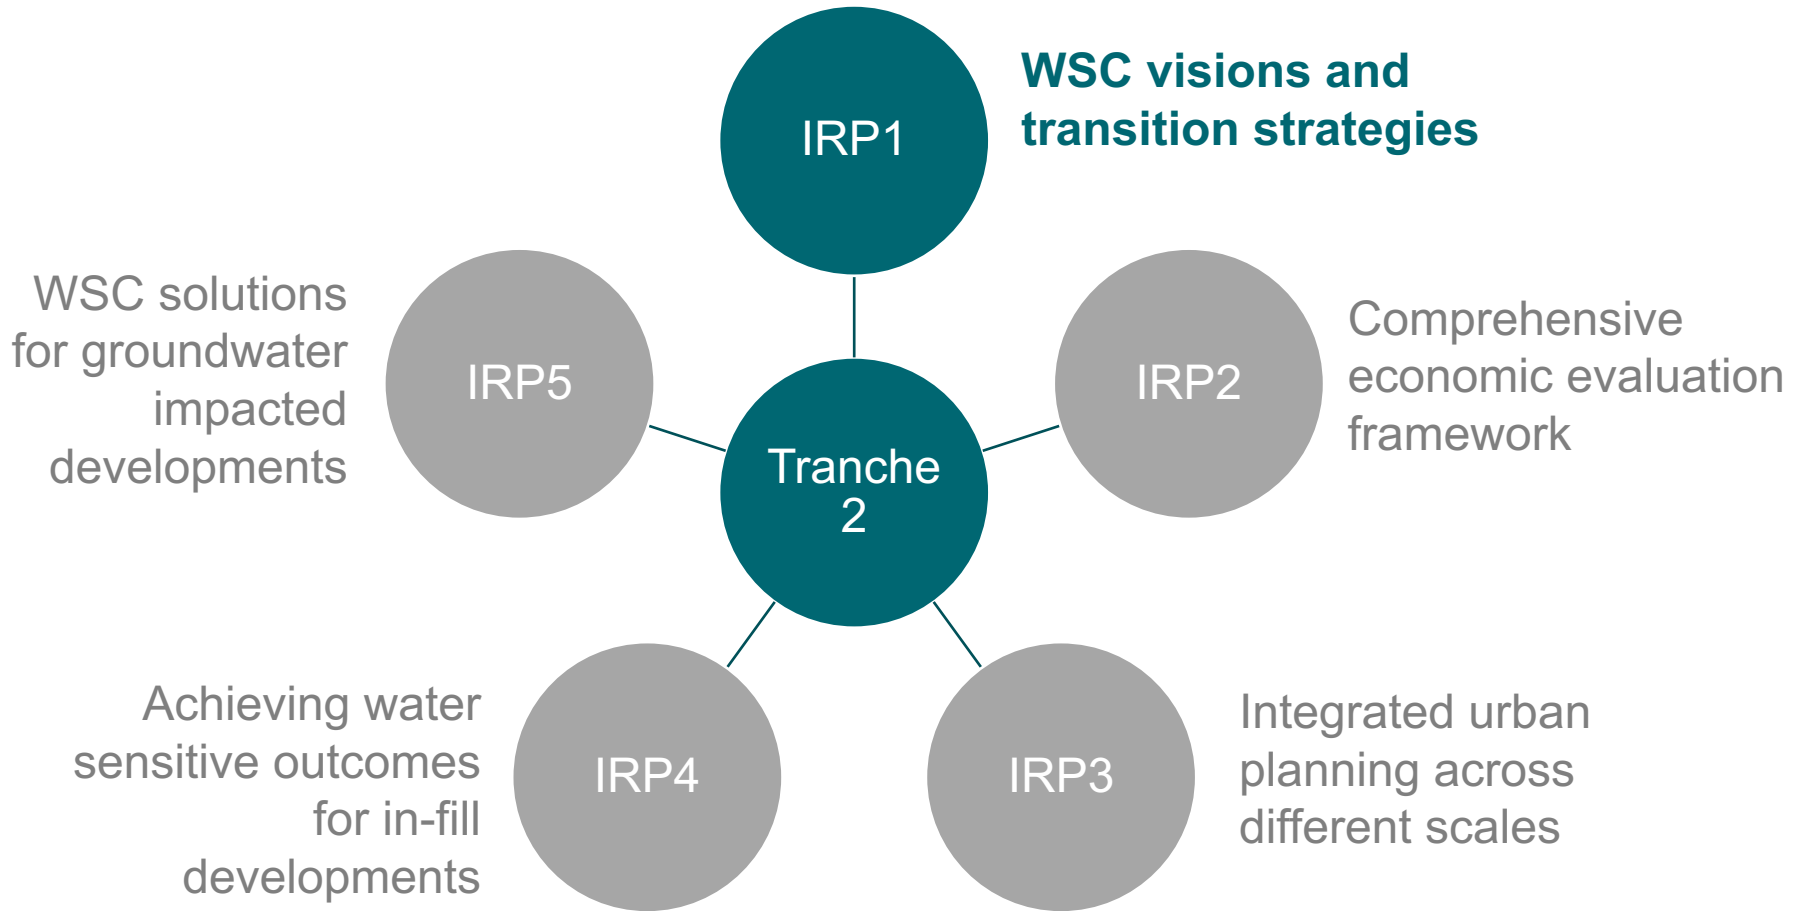 IRP1
WSC visions and
transition strategies
IRP2
Comprehensive
economic evaluation
framework
IRP3
Integrated urban
planning across
different scales
IRP4
Achieving water
sensitive outcomes
for in-fill
developments
IRP5
WSC solutions
for groundwater
impacted
developments
Tranche
2